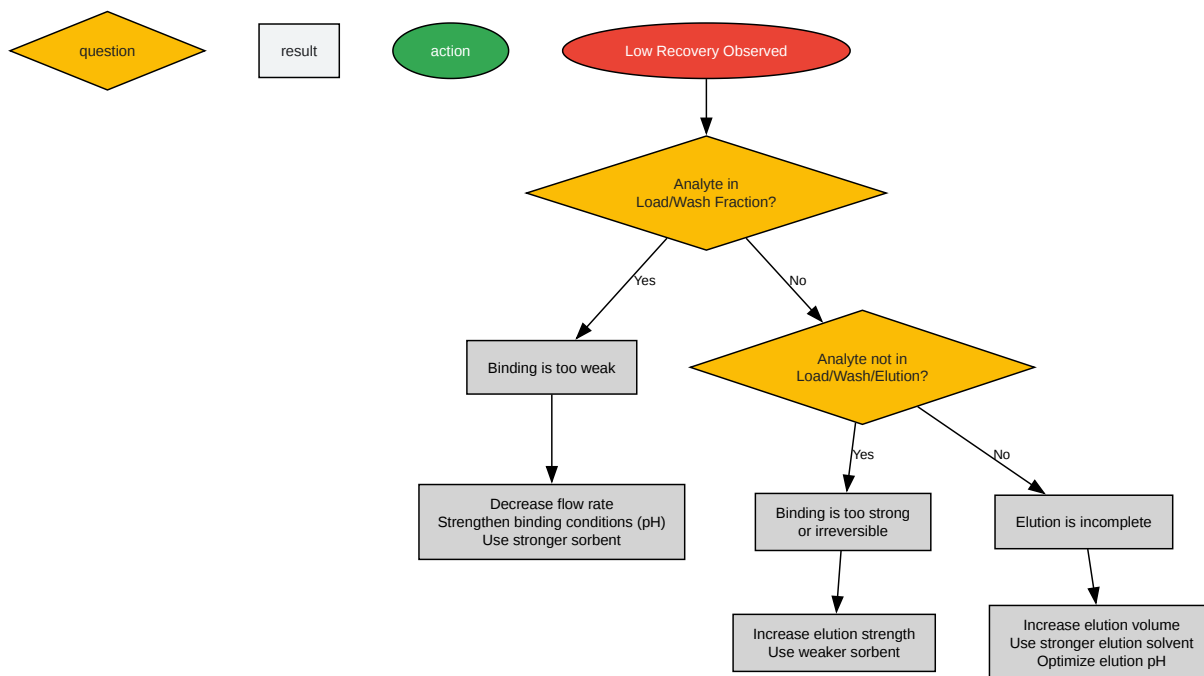 question
result
action
Low Recovery Observed
Analyte in
Load/Wash Fraction?
Yes
No
Binding is too weak
Analyte not in
Load/Wash/Elution?
Yes
No
Decrease flow rate
Strengthen binding conditions (pH)
Use stronger sorbent
Binding is too strong
or irreversible
Elution is incomplete
Increase elution strength
Use weaker sorbent
Increase elution volume
Use stronger elution solvent
Optimize elution pH